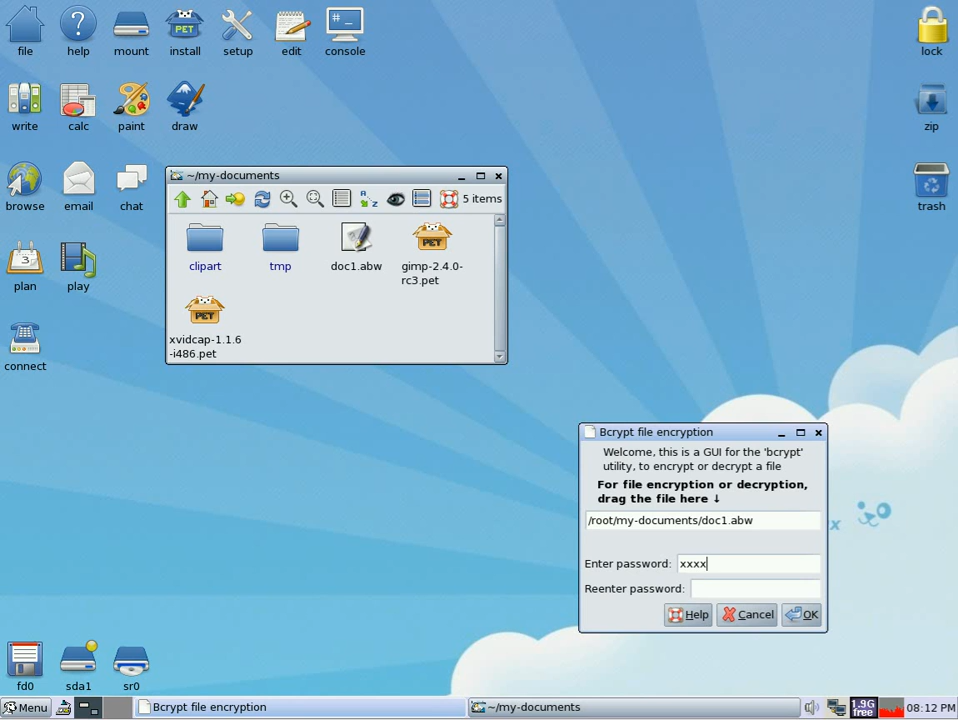 file
help
mount
install
setup
edit
console
lock
PET
#_
write
calc
paint
draw
zip
browse
email
chat
trash
plan
3
play
connect
~/my-documents
5 items
clipart
tmp
doc1.abw
gimp-2.4.0-
rc3.pet
PET
PET
xvidcap-1.1.6
-i486.pet
Bcrypt file encryption
Welcome, this is a GUI for the 'bcrypt'
utility, to encrypt or decrypt a file
For file encryption or decryption,
drag the file here ↓
/root/my-documents/doc1.abw
Enter password: xxxx
Reenter password:
Help
Cancel
OK
x
fd0
sda1
sr0
Menu
Bcrypt file encryption
~/my-documents
1.9G
free
08:12 PM